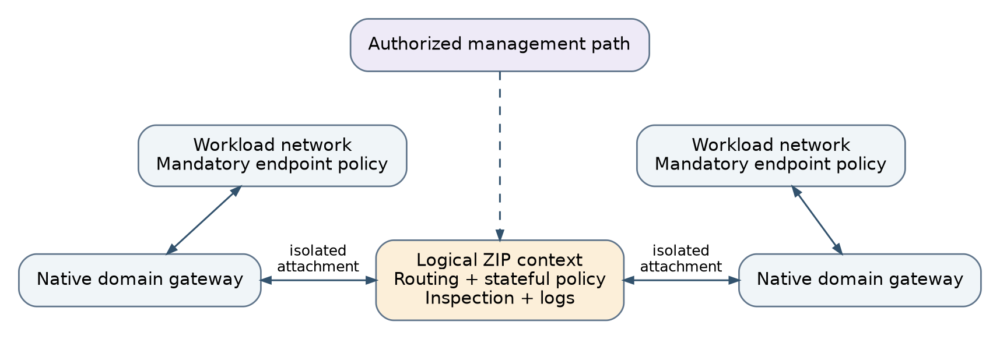 Authorized management path
Workload network
Mandatory endpoint policy
Workload network
Mandatory endpoint policy
Native domain gateway
isolated
attachment
Logical ZIP context
Routing + stateful policy
Inspection + logs
isolated
attachment
Native domain gateway